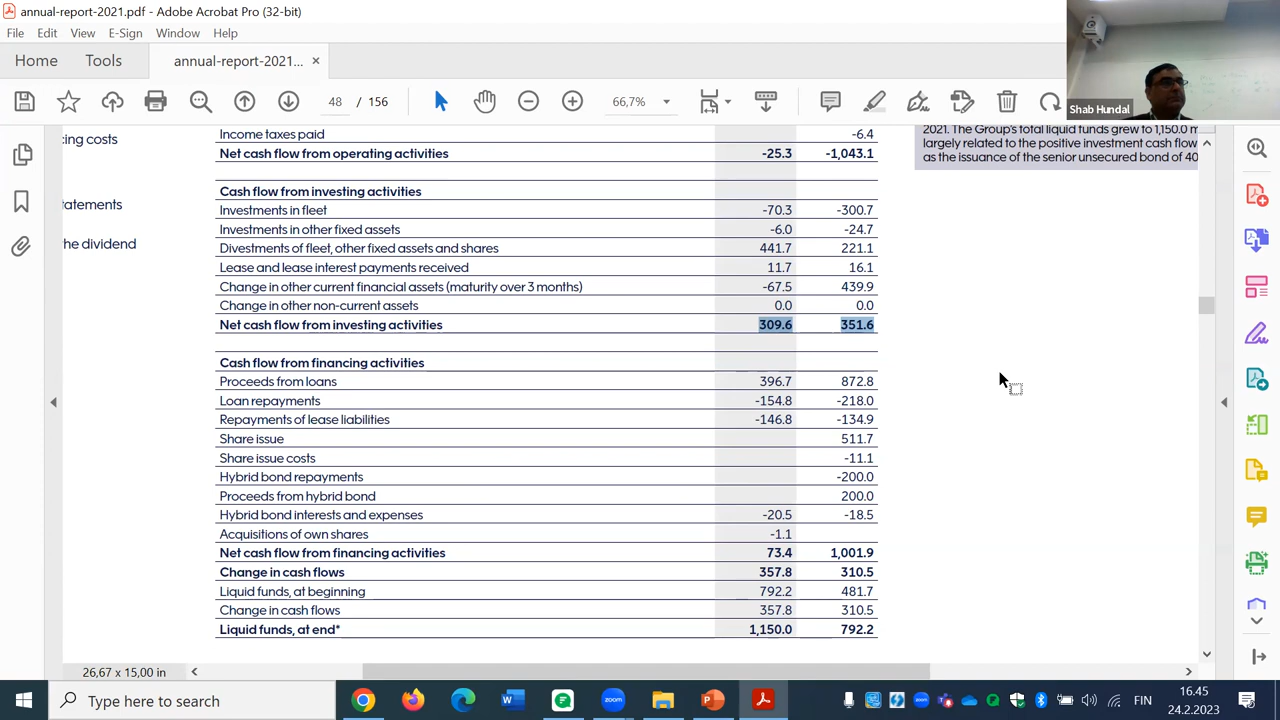 annual-report-2021.pdf - Adobe Acrobat Pro (32-bit)
File Edit View E-Sign Window Help
Home Tools annual-report-2021... ×
48 / 156 66,7%
Shab Hundal
cing costs
atements
he dividend
Income taxes paid -6.4
Net cash flow from operating activities -25.3 -1,043.1
Cash flow from investing activities
Investments in fleet -70.3 -300.7
Investments in other fixed assets -6.0 -24.7
Divestments of fleet, other fixed assets and shares 441.7 221.1
Lease and lease interest payments received 11.7 16.1
Change in other current financial assets (maturity over 3 months) -67.5 439.9
Change in other non-current assets 0.0 0.0
Net cash flow from investing activities 309.6 351.6
Cash flow from financing activities
Proceeds from loans 396.7 872.8
Loan repayments -154.8 -218.0
Repayments of lease liabilities -146.8 -134.9
Share issue 511.7
Share issue costs -11.1
Hybrid bond repayments -200.0
Proceeds from hybrid bond 200.0
Hybrid bond interests and expenses -20.5 -18.5
Acquisitions of own shares -1.1
Net cash flow from financing activities 73.4 1,001.9
Change in cash flows 357.8 310.5
Liquid funds, at beginning 792.2 481.7
Change in cash flows 357.8 310.5
Liquid funds, at end* 1,150.0 792.2
2021. The Group's total liquid funds grew to 1,150.0 m
largely related to the positive investment cash flow
as the issuance of the senior unsecured bond of 40
26,67 x 15,00 in
Type here to search
FIN
16.45
24.2.2023